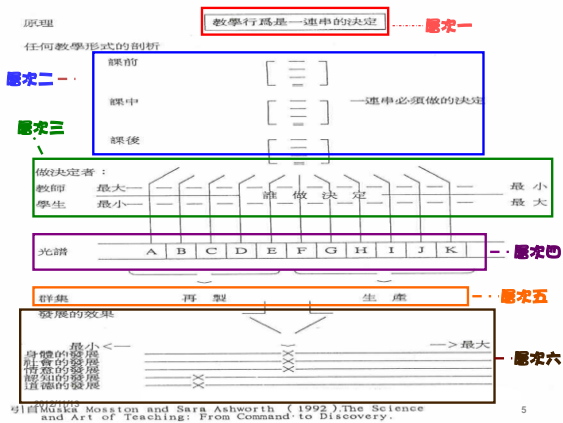 原理 教學行爲是一連串的決定 層次一
任何教學形式的剖析
課前
層次二
課中 一連串必須做的決定
課後
層次三
做決定者：
教師 最大 最小
誰做決定
學生 最小 最大
光譜 A B C D E F G H I J K 層次四
群集 再製 生產 層次五
發展的效果
最小<— —>最大
身體的發展
社會的發展
情意的發展
認知的發展
道德的發展
層次六
2012/11/13
引自Muska Mosston and Sara Ashworth (1992).The Science 5
and Art of Teaching: From Command to Discovery.